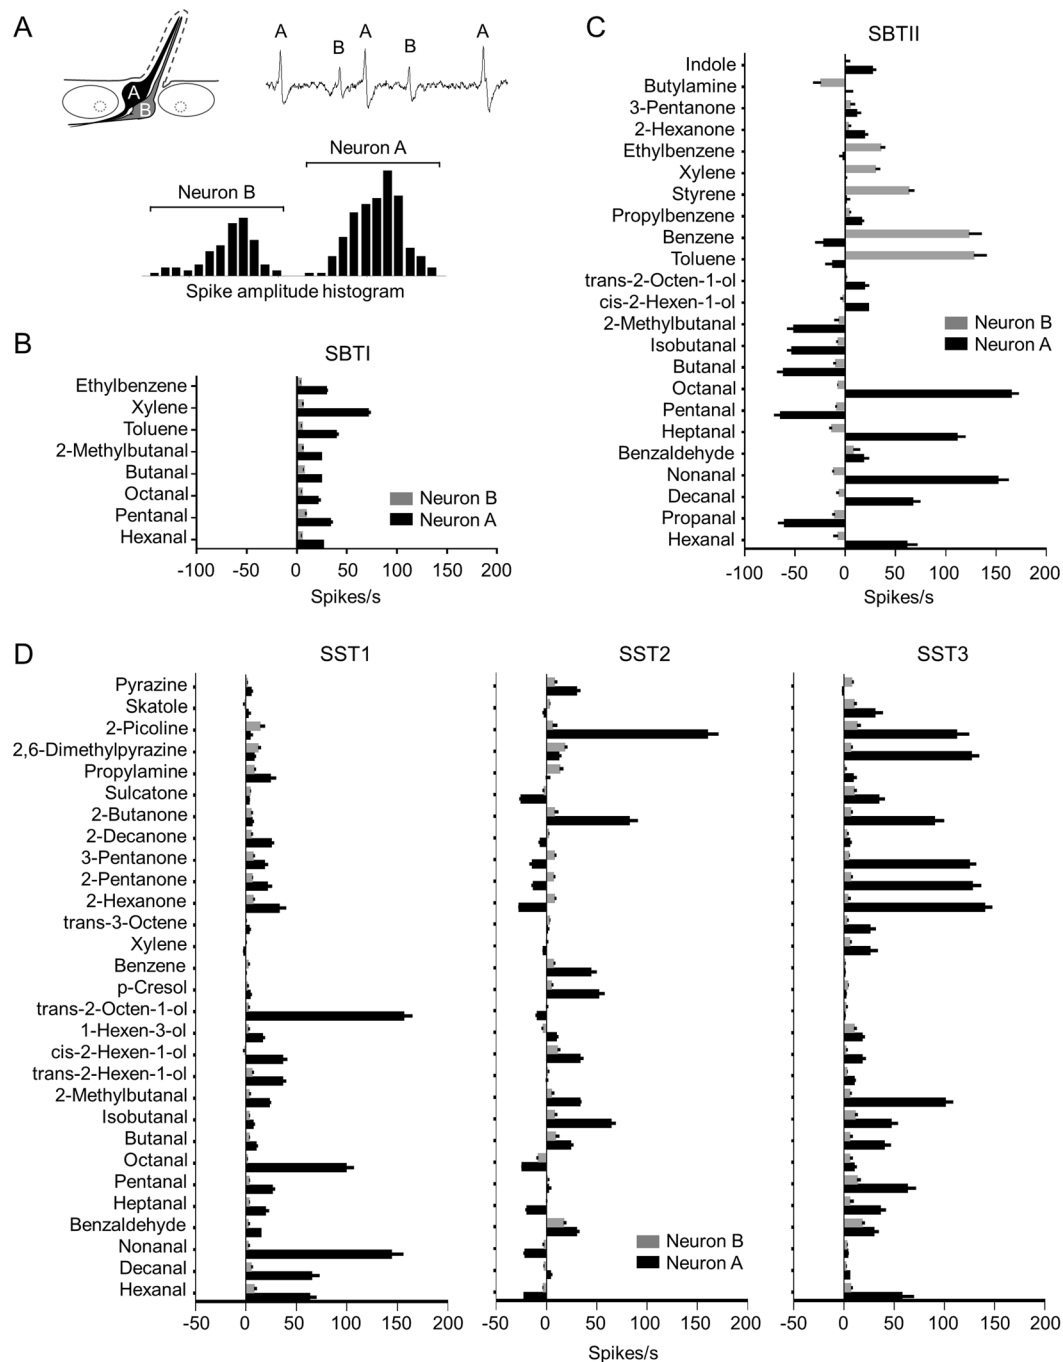 A
A
B
A
B
A
A
B
Neuron A
Neuron B
Spike amplitude histogram
B
SBTI
Ethylbenzene
Xylene
Toluene
2-Methylbutanal
Butanal
Octanal
Pentanal
Hexanal
Neuron B
Neuron A
-100 -50 0 50 100 150 200
Spikes/s
C
SBTII
Indole
Butylamine
3-Pentanone
2-Hexanone
Ethylbenzene
Xylene
Styrene
Propylbenzene
Benzene
Toluene
trans-2-Octen-1-ol
cis-2-Hexen-1-ol
2-Methylbutanal
Isobutanal
Butanal
Octanal
Pentanal
Heptanal
Benzaldehyde
Nonanal
Decanal
Propanal
Hexanal
Neuron B
Neuron A
-100 -50 0 50 100 150 200
Spikes/s
D
SST1 SST2 SST3
Pyrazine
Skatole
2-Picoline
2,6-Dimethylpyrazine
Propylamine
Sulcatone
2-Butanone
2-Decanone
3-Pentanone
2-Pentanone
2-Hexanone
trans-3-Octene
Xylene
Benzene
p-Cresol
trans-2-Octen-1-ol
1-Hexen-3-ol
cis-2-Hexen-1-ol
trans-2-Hexen-1-ol
2-Methylbutanal
Isobutanal
Butanal
Octanal
Pentanal
Heptanal
Benzaldehyde
Nonanal
Decanal
Hexanal
Neuron B
Neuron A
-50 0 50 100 150 200 -50 0 50 100 150 200 -50 0 50 100 150 200
Spikes/s